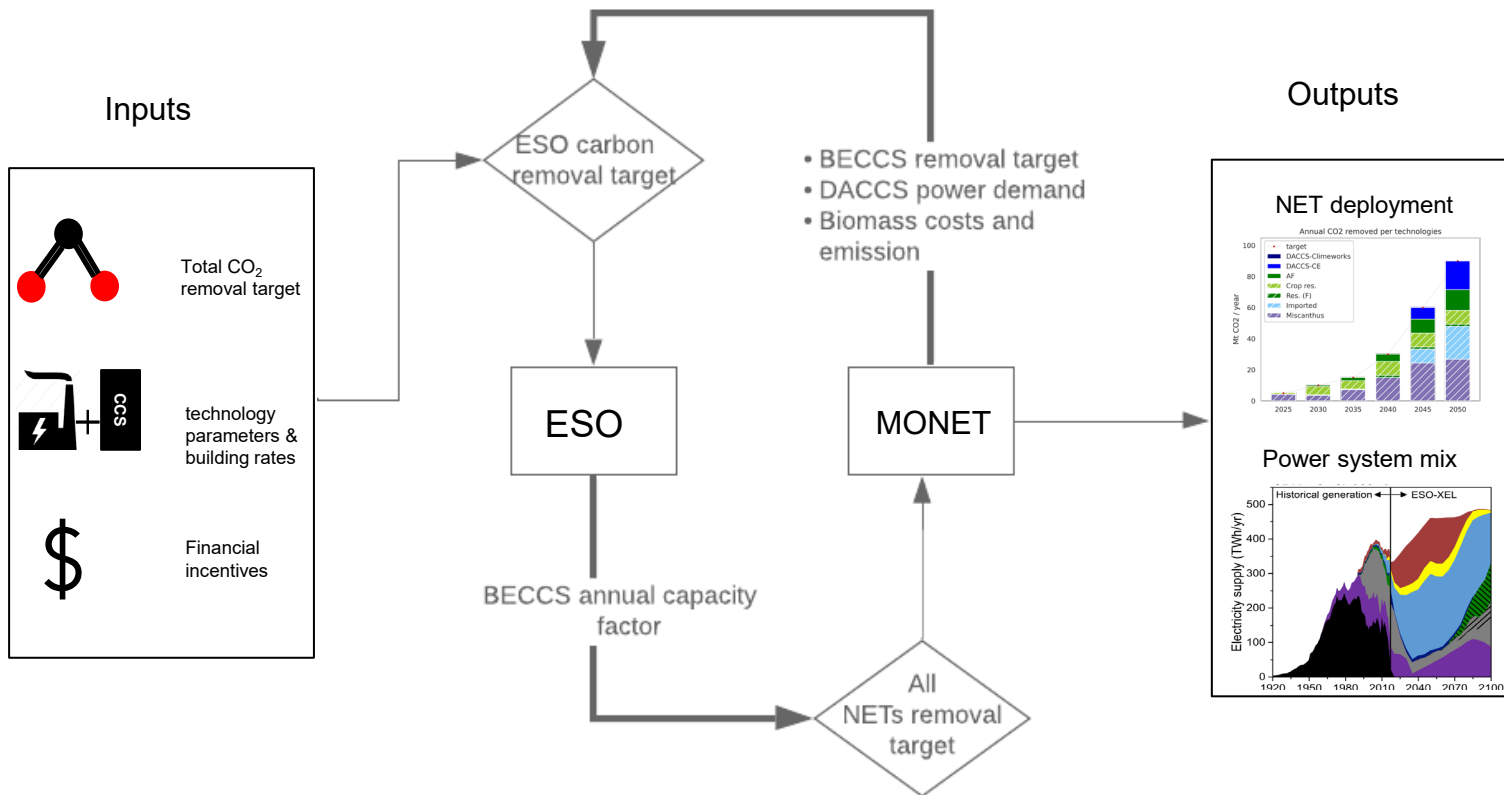 Inputs
Total CO₂
removal target
CCS
technology
parameters &
building rates
Financial
incentives
ESO carbon
removal target
ESO
BECCS annual capacity
factor
All
NETs removal
target
MONET
• BECCS removal target
• DACCS power demand
• Biomass costs and
emission
Outputs
NET deployment
Annual CO2 removed per technologies
target
DACCS-Climeworks
DACCS-CE
AF
Crop res.
Res. (F)
Imported
Miscanthus
Mt CO2 / year
100
80
60
40
20
0
2025 2030 2035 2040 2045 2050
Power system mix
Historical generation ESO-XEL
Electricity supply (TWh/yr)
500
400
300
200
100
0
1920 1950 1980 2010 2040 2070 2100